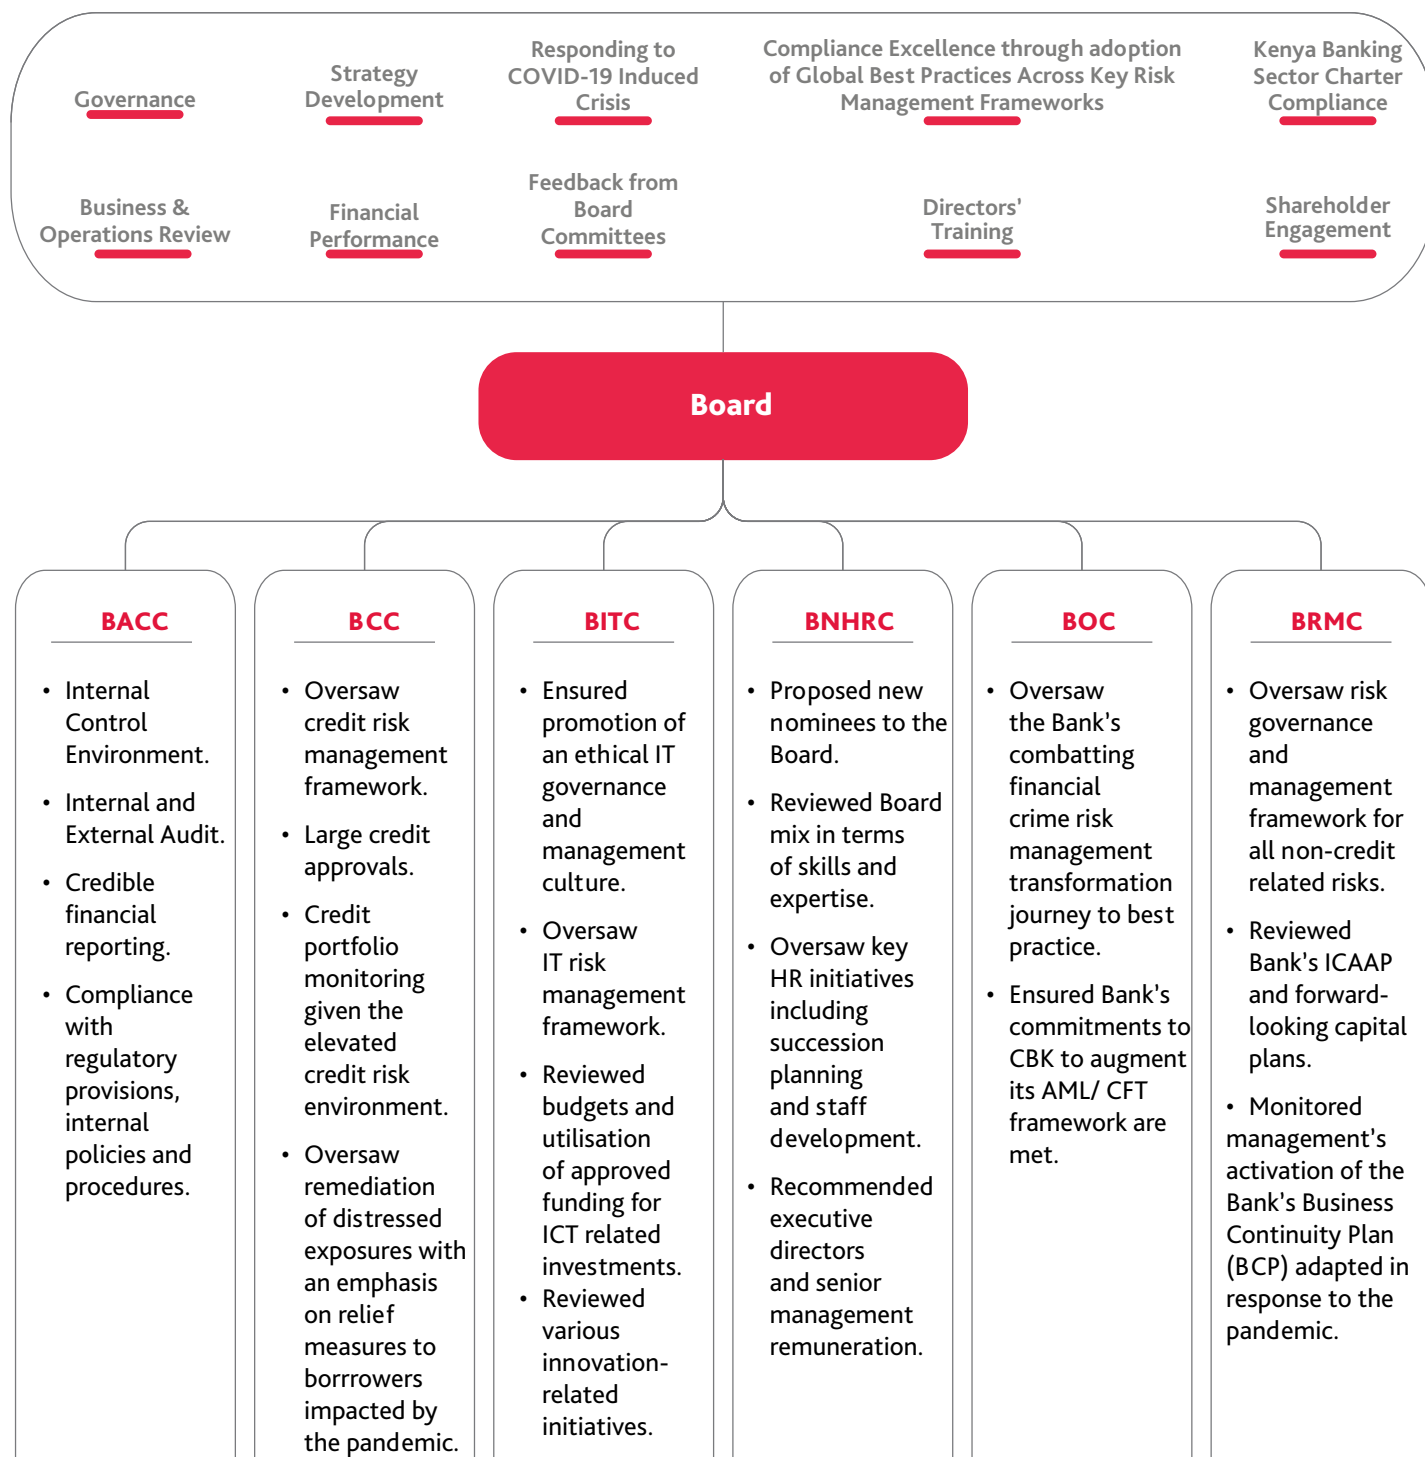 Governance
Strategy
Development
Responding to
COVID-19 Induced
Crisis
Compliance Excellence through adoption
of Global Best Practices Across Key Risk
Management Frameworks
Kenya Banking
Sector Charter
Compliance
Business &
Operations Review
Financial
Performance
Feedback from
Board
Committees
Directors'
Training
Shareholder
Engagement
Board
BACC
• Internal
Control
Environment.
• Internal and
External Audit.
• Credible
financial
reporting.
• Compliance
with
regulatory
provisions,
internal
policies and
procedures.
BCC
• Oversaw
credit risk
management
framework.
• Large credit
approvals.
• Credit
portfolio
monitoring
given the
elevated
credit risk
environment.
• Oversaw
remediation
of distressed
exposures with
an emphasis
on relief
measures to
borrrowers
impacted by
the pandemic.
BITC
• Ensured
promotion of
an ethical IT
governance
and
management
culture.
• Oversaw
IT risk
management
framework.
• Reviewed
budgets and
utilisation
of approved
funding for
ICT related
investments.
• Reviewed
various
innovation-
related
initiatives.
BNHRC
• Proposed new
nominees to the
Board.
• Reviewed Board
mix in terms
of skills and
expertise.
• Oversaw key
HR initiatives
including
succession
planning
and staff
development.
• Recommended
executive
directors
and senior
management
remuneration.
BOC
• Oversaw
the Bank's
combatting
financial
crime risk
management
transformation
journey to best
practice.
• Ensured Bank's
commitments to
CBK to augment
its AML/ CFT
framework are
met.
BRMC
• Oversaw risk
governance
and
management
framework for
all non-credit
related risks.
• Reviewed
Bank's ICAAP
and forward-
looking capital
plans.
• Monitored
management's
activation of the
Bank's Business
Continuity Plan
(BCP) adapted in
response to the
pandemic.